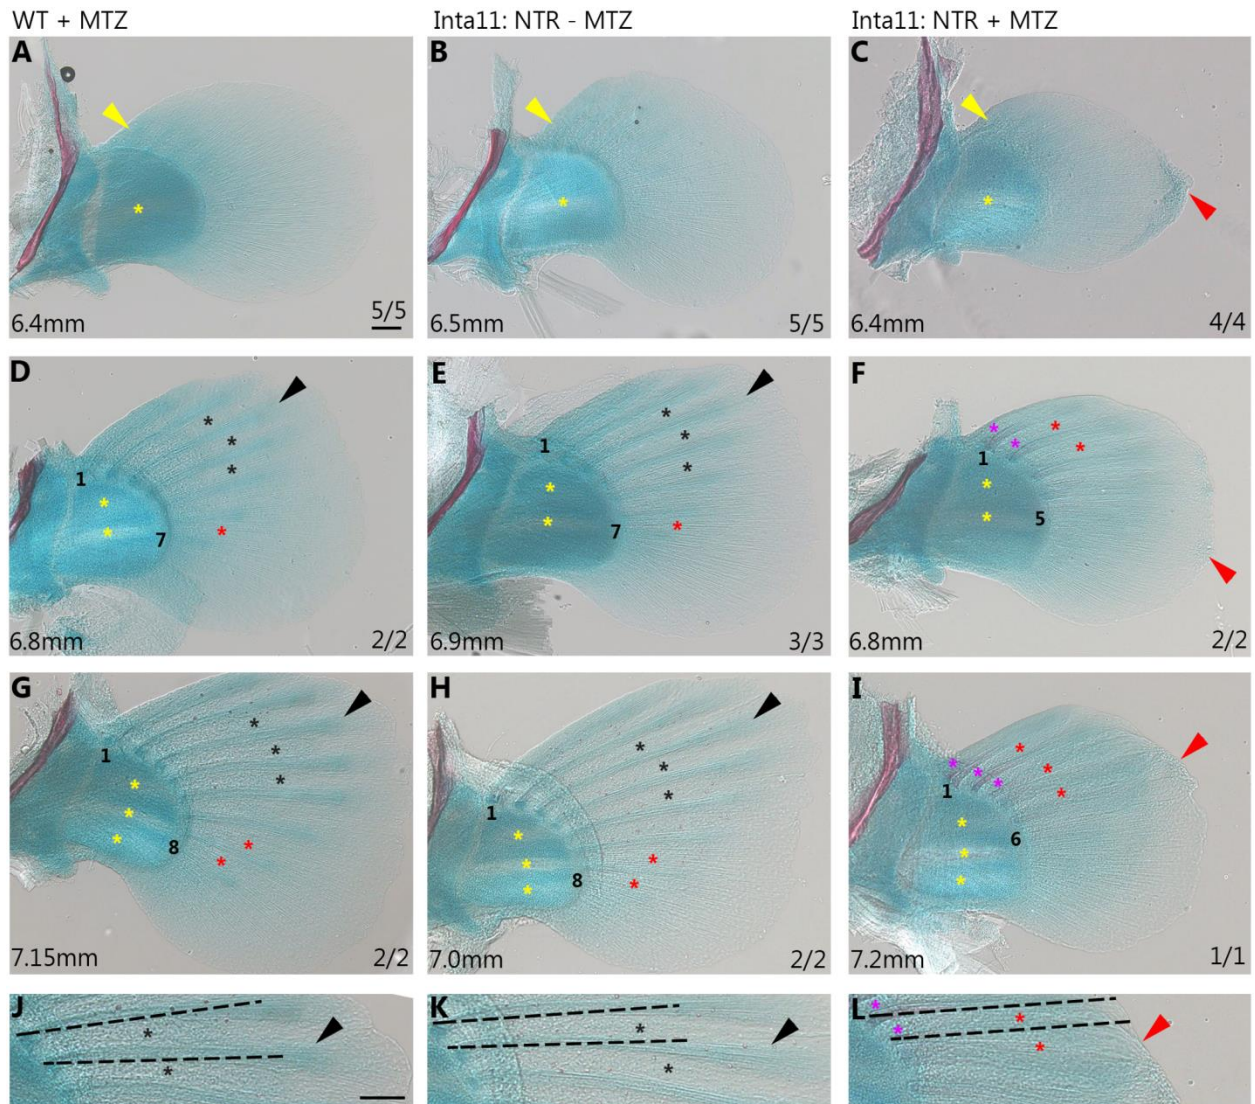 WT + MTZ
Inta11: NTR - MTZ
Inta11: NTR + MTZ
A
B
C
6.4mm
5/5
6.5mm
5/5
6.4mm
4/4
D
E
F
1
7
1
7
1
5
6.8mm
2/2
6.9mm
3/3
6.8mm
2/2
G
H
I
1
8
1
8
1
6
7.15mm
2/2
7.0mm
2/2
7.2mm
1/1
J
K
L